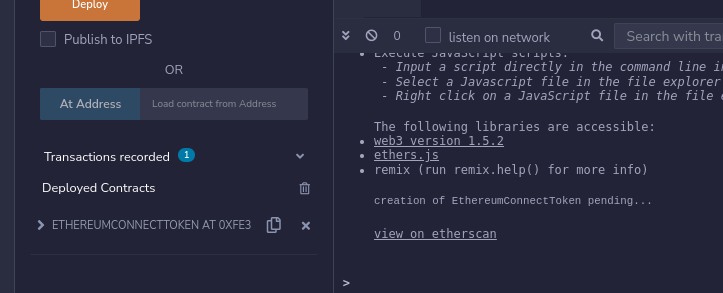 Deploy
Publish to IPFS
OR
At Address
Load contract from Address
Transactions recorded 1
Deployed Contracts
ETHEREUMCONNECTTOKEN AT 0XFE3
0
listen on network
Search with tra
Execute JavaScript scripts:
- Input a script directly in the command line
- Select a Javascript file in the file explorer
- Right click on a JavaScript file in the file
The following libraries are accessible:
web3 version 1.5.2
ethers.js
remix (run remix.help() for more info)
creation of EthereumConnectToken pending...
view on etherscan
>